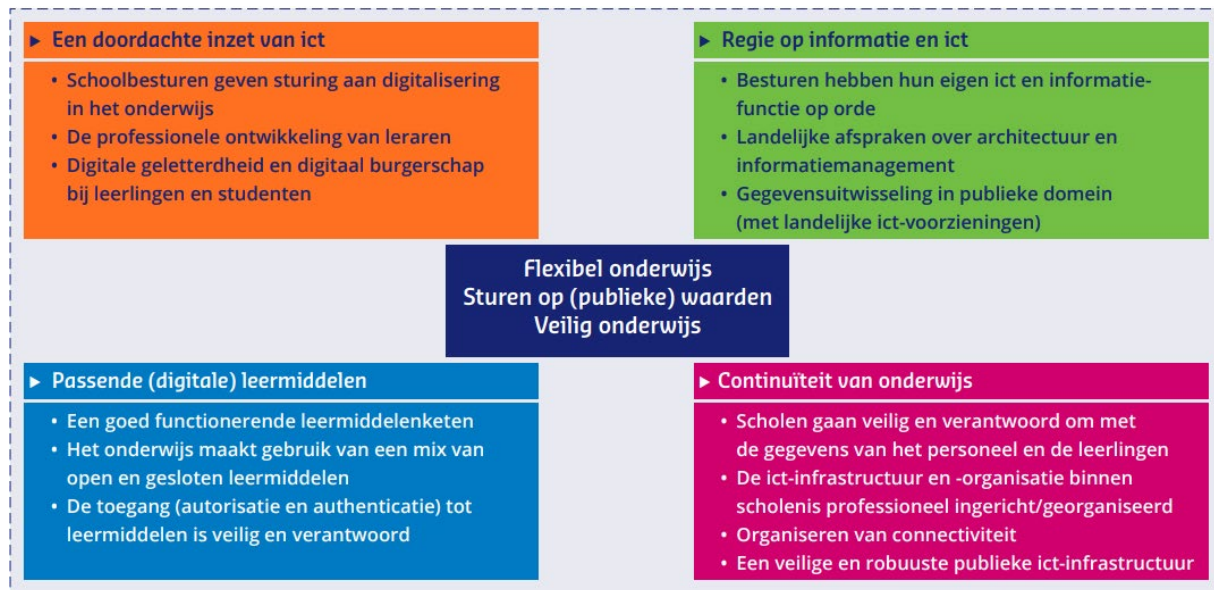 ▸ Een doordachte inzet van ict
• Schoolbesturen geven sturing aan digitalisering
in het onderwijs
• De professionele ontwikkeling van leraren
• Digitale geletterdheid en digitaal burgerschap
bij leerlingen en studenten
▸ Regie op informatie en ict
• Besturen hebben hun eigen ict en informatie-
functie op orde
• Landelijke afspraken over architectuur en
informatiemanagement
• Gegevensuitwisseling in publieke domein
(met landelijke ict-voorzieningen)
Flexibel onderwijs
Sturen op (publieke) waarden
Veilig onderwijs
▸ Passende (digitale) leermiddelen
• Een goed functionerende leermiddelenketen
• Het onderwijs maakt gebruik van een mix van
open en gesloten leermiddelen
• De toegang (autorisatie en authenticatie) tot
leermiddelen is veilig en verantwoord
▸ Continuïteit van onderwijs
• Scholen gaan veilig en verantwoord om met
de gegevens van het personeel en de leerlingen
• De ict-infrastructuur en -organisatie binnen
scholenis professioneel ingericht/georganiseerd
• Organiseren van connectiviteit
• Een veilige en robuuste publieke ict-infrastructuur